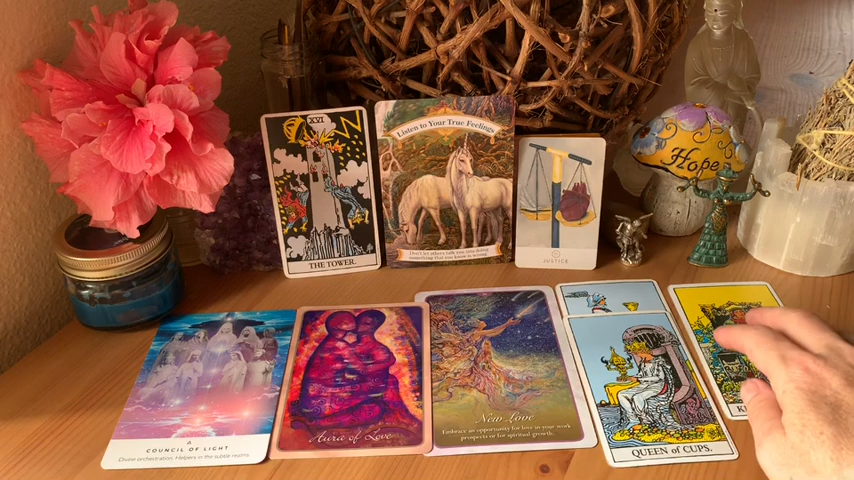 XVI
THE TOWER.
Listen to Your True Feelings
Don't let others talk you into doing
something that you know is wrong.
JUSTICE
Hope
A
COUNCIL OF LIGHT
Divine orchestration. Helpers in the subtle realms.
Aura of Love
New Love
Embrace an opportunity for love in your work
prospects or for spiritual growth.
QUEEN of CUPS.